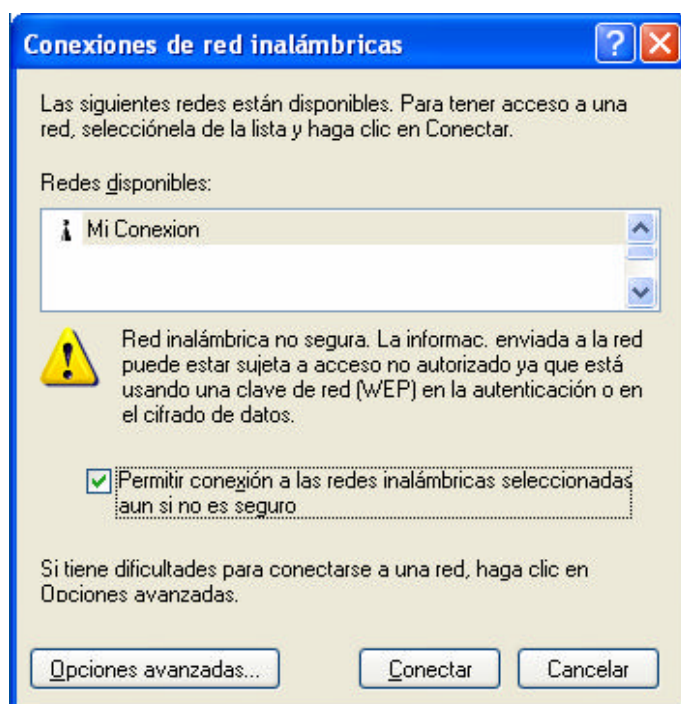 Conexiones de red inalámbricas
Las siguientes redes están disponibles. Para tener acceso a una
red, selecciónela de la lista y haga clic en Conectar.
Redes disponibles:
Mi Conexion
Red inalámbrica no segura. La informac. enviada a la red
puede estar sujeta a acceso no autorizado ya que está
usando una clave de red (WEP) en la autenticación o en
el cifrado de datos.
Permitir conexión a las redes inalámbricas seleccionadas
aun si no es seguro
Si tiene dificultades para conectarse a una red, haga clic en
Opciones avanzadas.
Opciones avanzadas... Conectar Cancelar